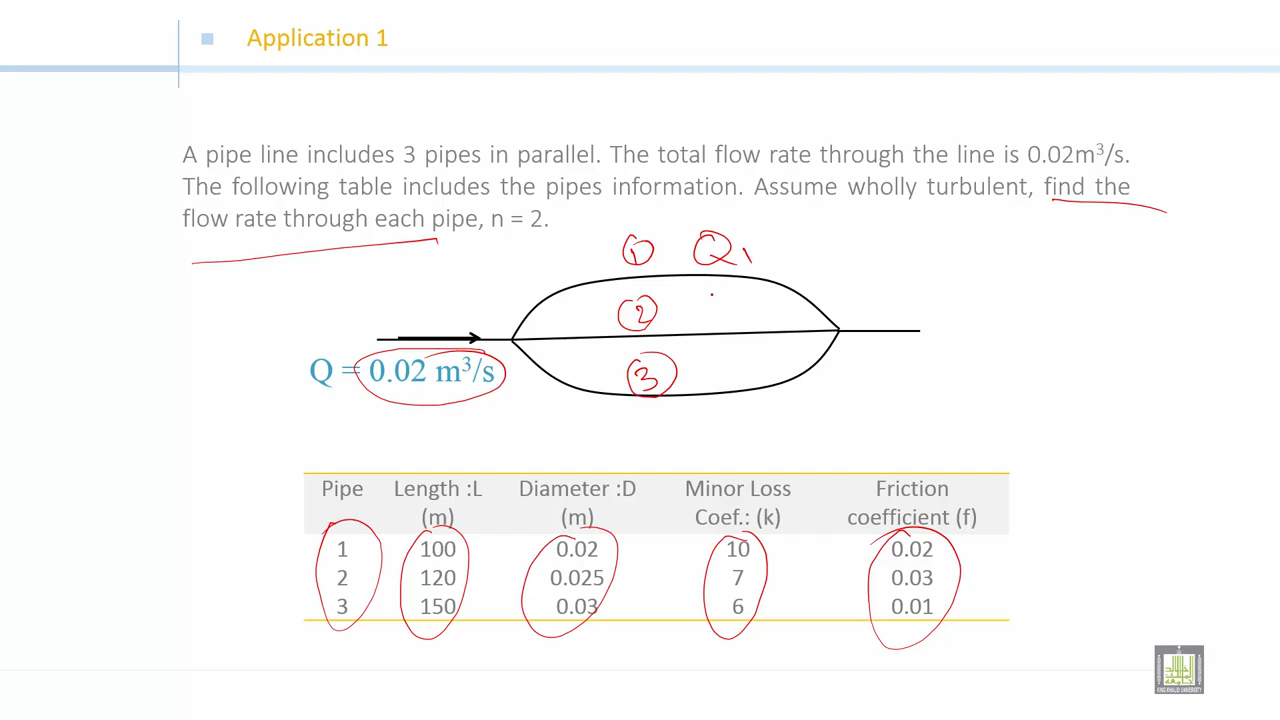 Application 1
A pipe line includes 3 pipes in parallel. The total flow rate through the line is 0.02m³/s.
The following table includes the pipes information. Assume wholly turbulent, find the
flow rate through each pipe, n = 2.
① Q₁
②
Q = 0.02 m³/s
③
Pipe Length :L Diameter :D Minor Loss Friction
(m) (m) Coef.: (k) coefficient (f)
1 100 0.02 10 0.02
2 120 0.025 7 0.03
3 150 0.03 6 0.01
KING KHALID UNIVERSITY